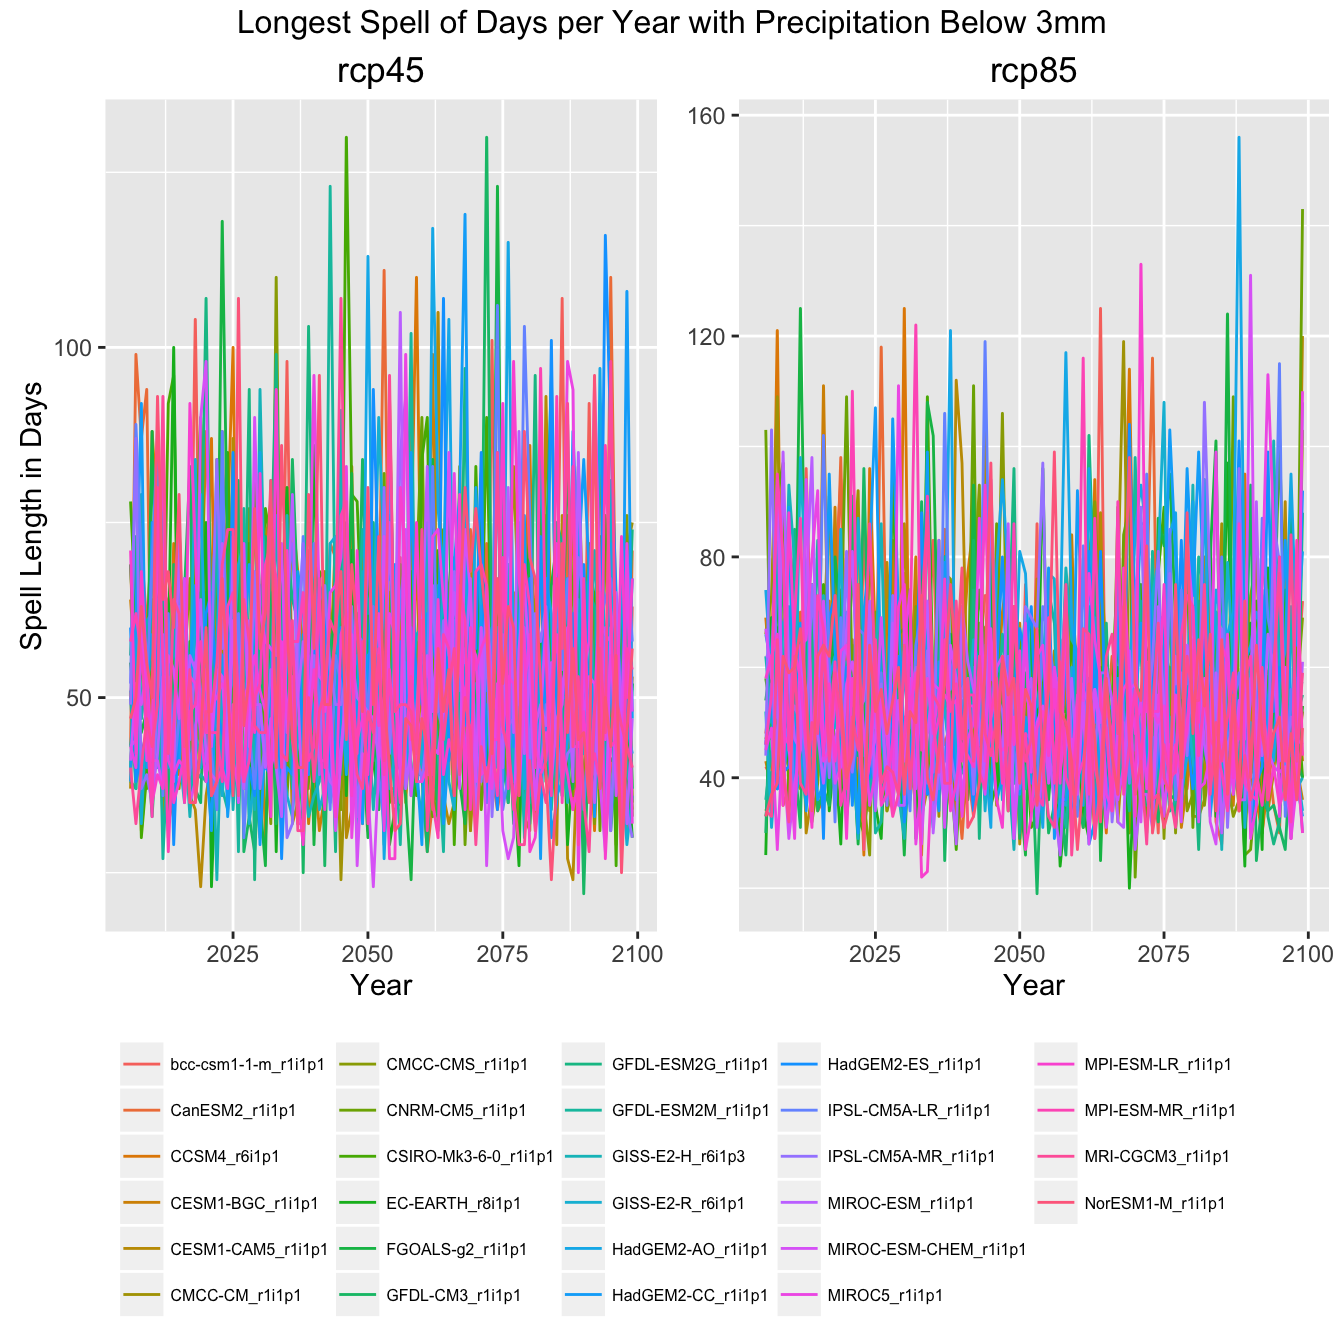 Longest Spell of Days per Year with Precipitation Below 3mm
rcp45
rcp85
Spell Length in Days
100
50
2025 2050 2075 2100
Year
160
120
80
40
2025 2050 2075 2100
Year
bcc-csm1-1-m_r1i1p1 CMCC-CMS_r1i1p1 GFDL-ESM2G_r1i1p1 HadGEM2-ES_r1i1p1 MPI-ESM-LR_r1i1p1
CanESM2_r1i1p1 CNRM-CM5_r1i1p1 GFDL-ESM2M_r1i1p1 IPSL-CM5A-LR_r1i1p1 MPI-ESM-MR_r1i1p1
CCSM4_r6i1p1 CSIRO-Mk3-6-0_r1i1p1 GISS-E2-H_r6i1p3 IPSL-CM5A-MR_r1i1p1 MRI-CGCM3_r1i1p1
CESM1-BGC_r1i1p1 EC-EARTH_r8i1p1 GISS-E2-R_r6i1p1 MIROC-ESM_r1i1p1 NorESM1-M_r1i1p1
CESM1-CAM5_r1i1p1 FGOALS-g2_r1i1p1 HadGEM2-AO_r1i1p1 MIROC-ESM-CHEM_r1i1p1
CMCC-CM_r1i1p1 GFDL-CM3_r1i1p1 HadGEM2-CC_r1i1p1 MIROC5_r1i1p1